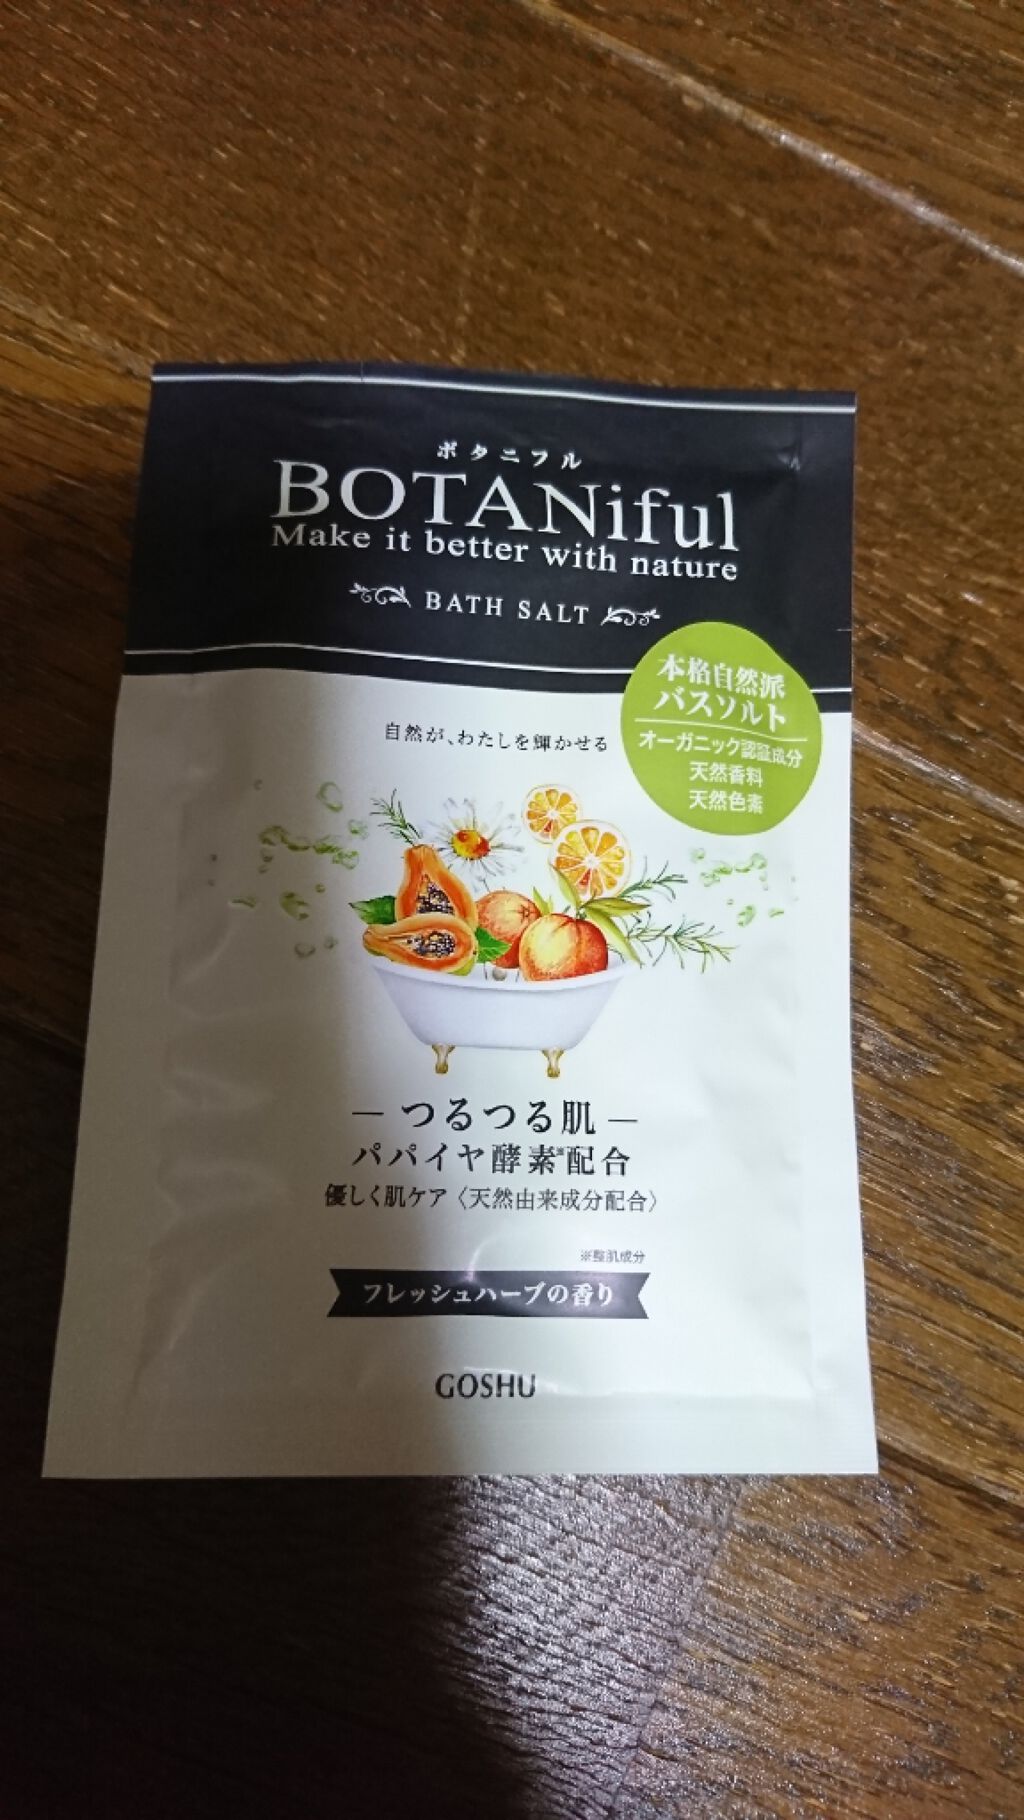 ボタニフル
BOTANiful
Make it better with nature
BATH SALT
本格自然派
バスソルト
オーガニック認証成分
天然香料
天然色素
自然が、わたしを輝かせる
― つるつる肌 ―
パパイヤ酵素※配合
優しく肌ケア〈天然由来成分配合〉
※整肌成分
フレッシュハーブの香り
GOSHU